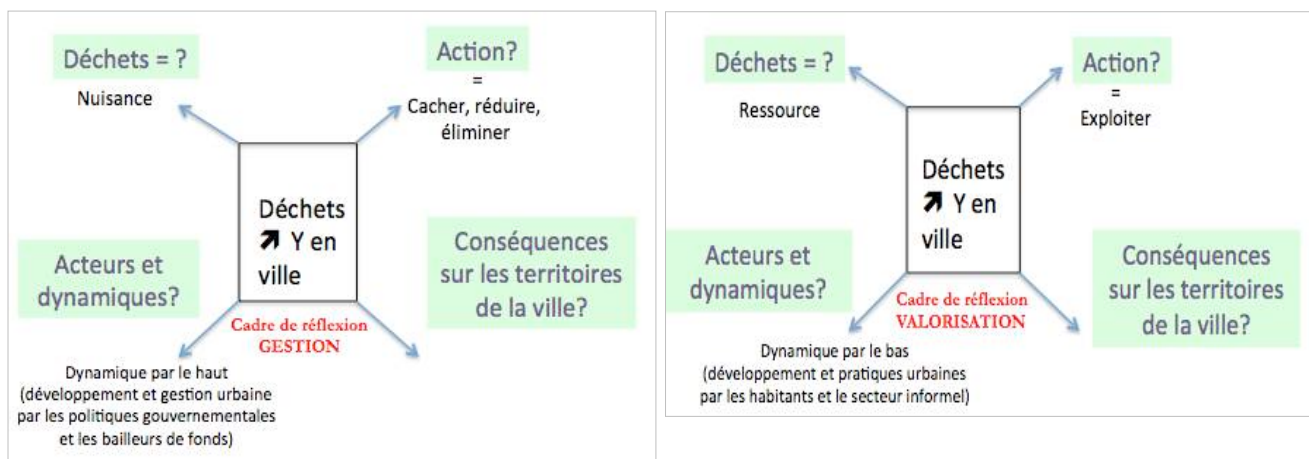 Déchets = ?
Nuisance
Action?
=
Cacher, réduire,
éliminer
Déchets
↗ Y en
ville
Acteurs et
dynamiques?
Conséquences
sur les territoires
de la ville?
Cadre de réflexion
GESTION
Dynamique par le haut
(développement et gestion urbaine
par les politiques gouvernementales
et les bailleurs de fonds)
Déchets = ?
Ressource
Action?
=
Exploiter
Déchets
↗ Y en
ville
Acteurs et
dynamiques?
Conséquences
sur les territoires
de la ville?
Cadre de réflexion
VALORISATION
Dynamique par le bas
(développement et pratiques urbaines
par les habitants et le secteur informel)